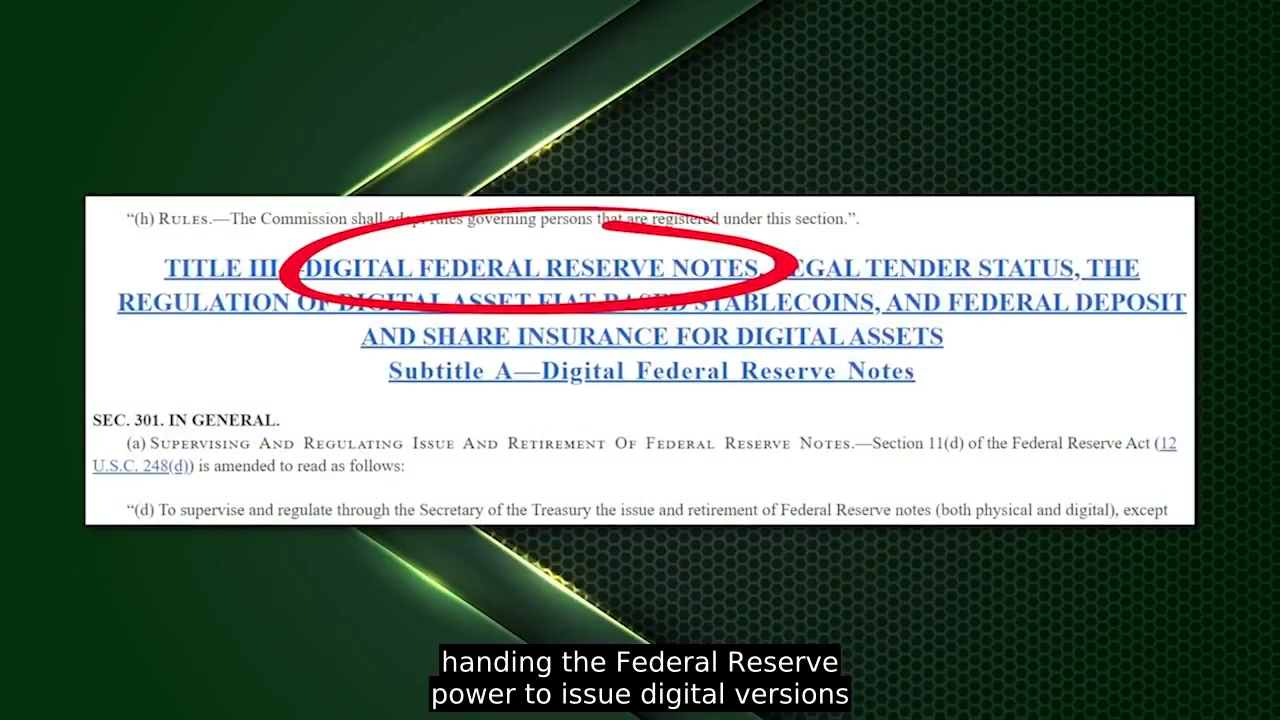 “(h) RULES.—The Commission shall adopt rules governing persons that are registered under this section.”.
TITLE III—DIGITAL FEDERAL RESERVE NOTES, LEGAL TENDER STATUS, THE
REGULATION OF DIGITAL ASSET FIAT-BASED STABLECOINS, AND FEDERAL DEPOSIT
AND SHARE INSURANCE FOR DIGITAL ASSETS
Subtitle A—Digital Federal Reserve Notes
SEC. 301. IN GENERAL.
(a) SUPERVISING AND REGULATING ISSUE AND RETIREMENT OF FEDERAL RESERVE NOTES.—Section 11(d) of the Federal Reserve Act (12
U.S.C. 248(d)) is amended to read as follows:
“(d) To supervise and regulate through the Secretary of the Treasury the issue and retirement of Federal Reserve notes (both physical and digital), except
handing the Federal Reserve
power to issue digital versions